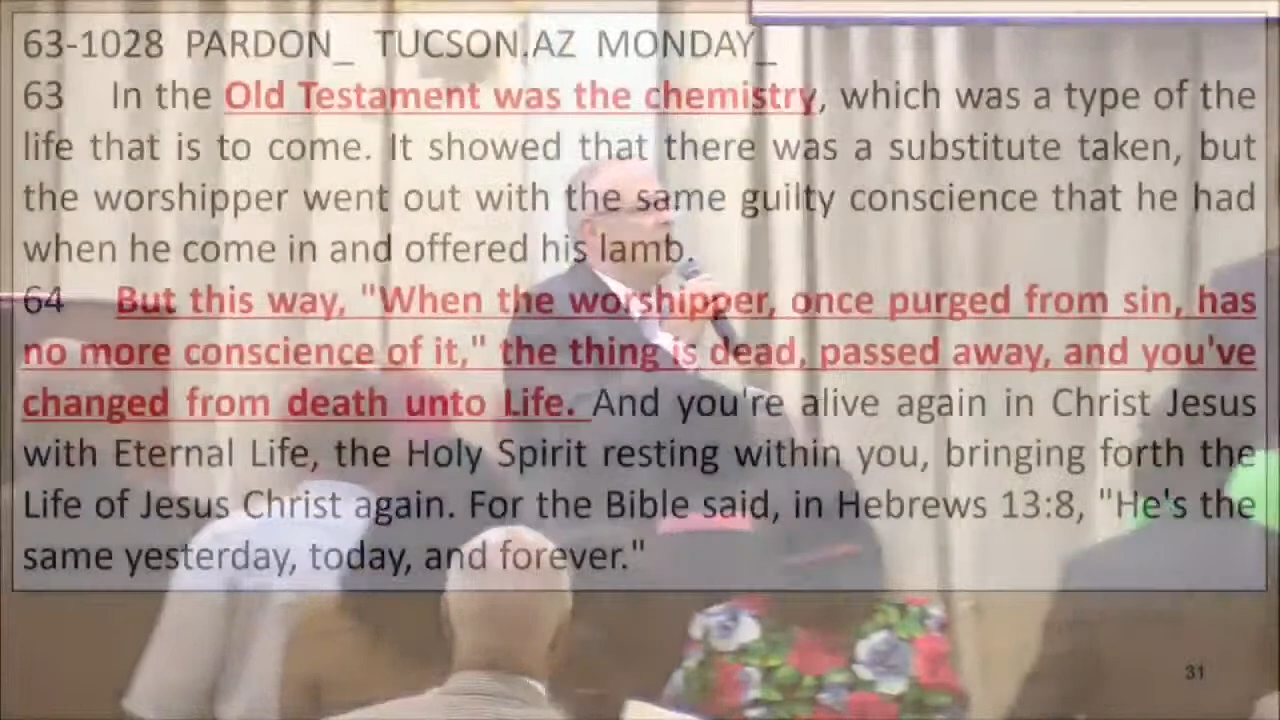 63-1028 PARDON_ TUCSON.AZ MONDAY_
63 In the Old Testament was the chemistry, which was a type of the
life that is to come. It showed that there was a substitute taken, but
the worshipper went out with the same guilty conscience that he had
when he come in and offered his lamb.
64 But this way, "When the worshipper, once purged from sin, has
no more conscience of it," the thing is dead, passed away, and you've
changed from death unto Life. And you're alive again in Christ Jesus
with Eternal Life, the Holy Spirit resting within you, bringing forth the
Life of Jesus Christ again. For the Bible said, in Hebrews 13:8, "He's the
same yesterday, today, and forever."
31